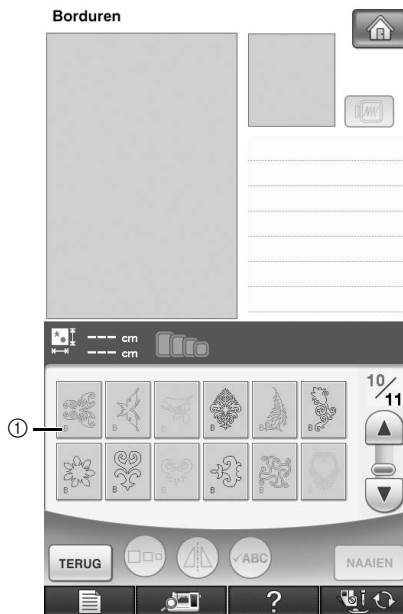 Borduren
--- cm
--- cm
10/11
①
B B B B B B
B B B B B B
TERUG
ABC
NAAIEN
?